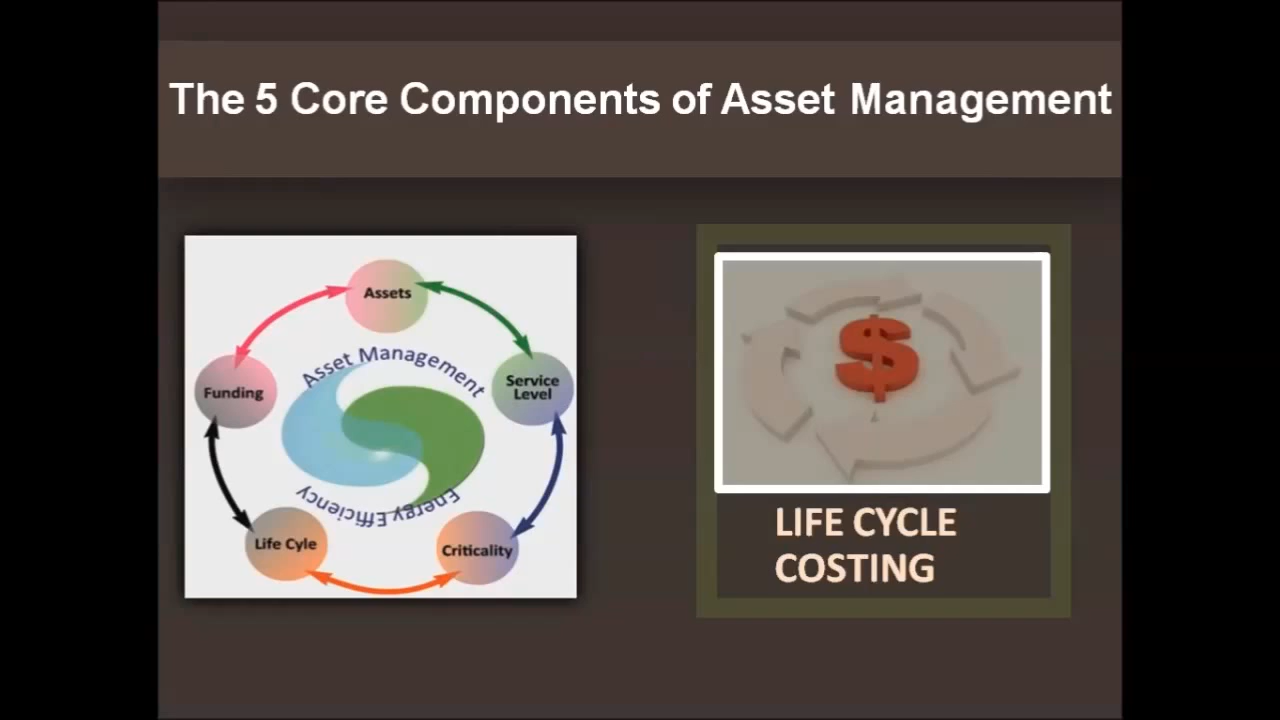 The 5 Core Components of Asset Management
Assets
Asset Management
Service
Level
Funding
Energy Efficiency
Life Cyle
Criticality
$
LIFE CYCLE
COSTING